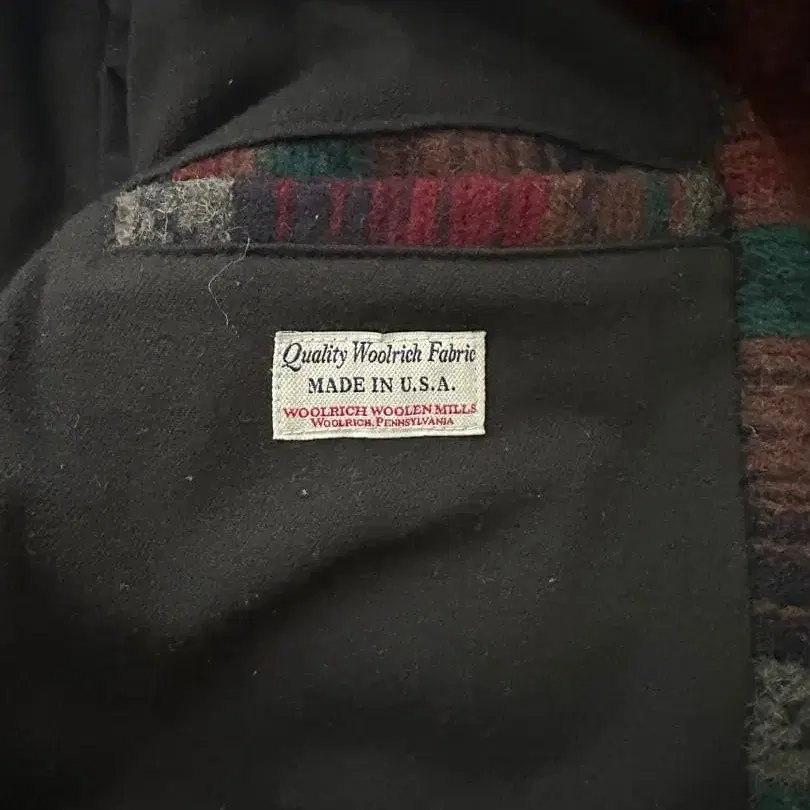 Quality Woolrich Fabric
MADE IN U.S.A.
WOOLRICH WOOLEN MILLS
WOOLRICH, PENNSYLVANIA